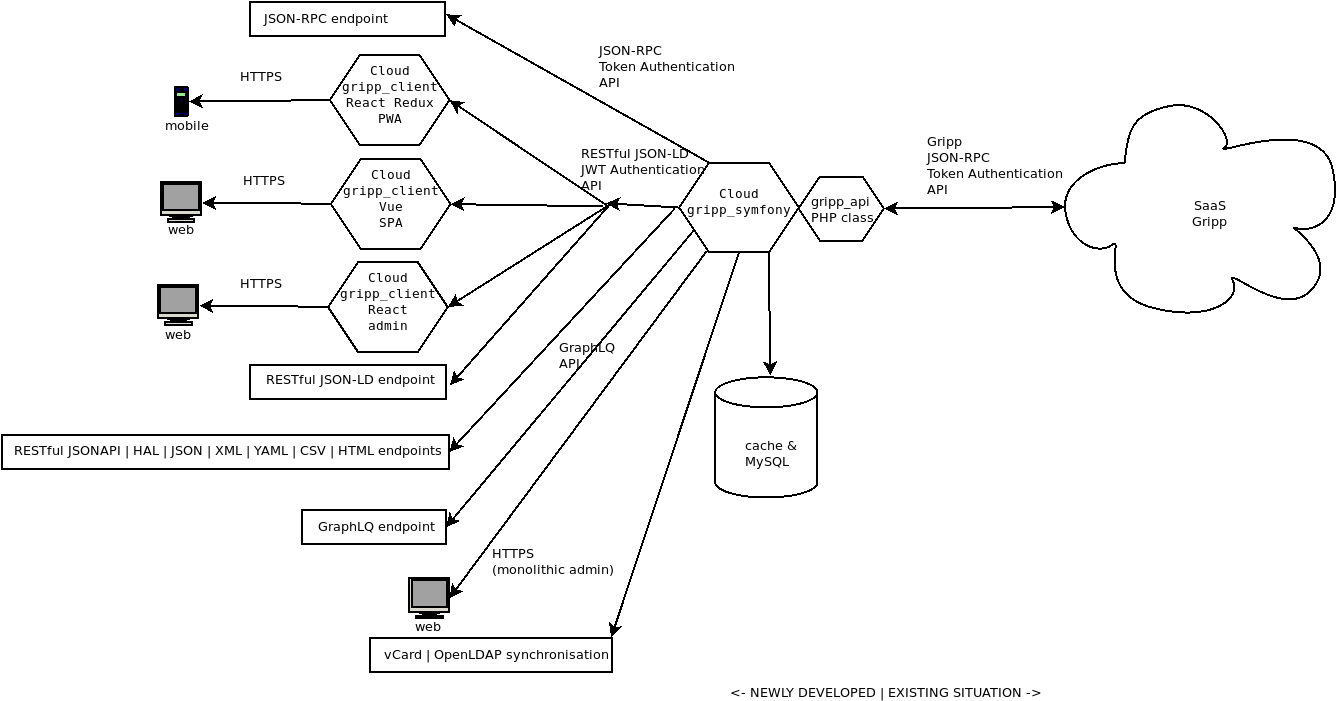 JSON-RPC endpoint
JSON-RPC
Token Authentication
API
HTTPS
Cloud
gripp_client
React Redux
PWA
mobile
RESTful JSON-LD
JWT Authentication
API
Gripp
JSON-RPC
Token Authentication
API
HTTPS
Cloud
gripp_client
Vue
SPA
web
Cloud
gripp_symfony
gripp_api
PHP class
SaaS
Gripp
HTTPS
Cloud
gripp_client
React
admin
web
GraphLQ
API
RESTful JSON-LD endpoint
RESTful JSONAPI | HAL | JSON | XML | YAML | CSV | HTML endpoints
cache &
MySQL
GraphLQ endpoint
HTTPS
(monolithic admin)
web
vCard | OpenLDAP synchronisation
<- NEWLY DEVELOPED | EXISTING SITUATION ->